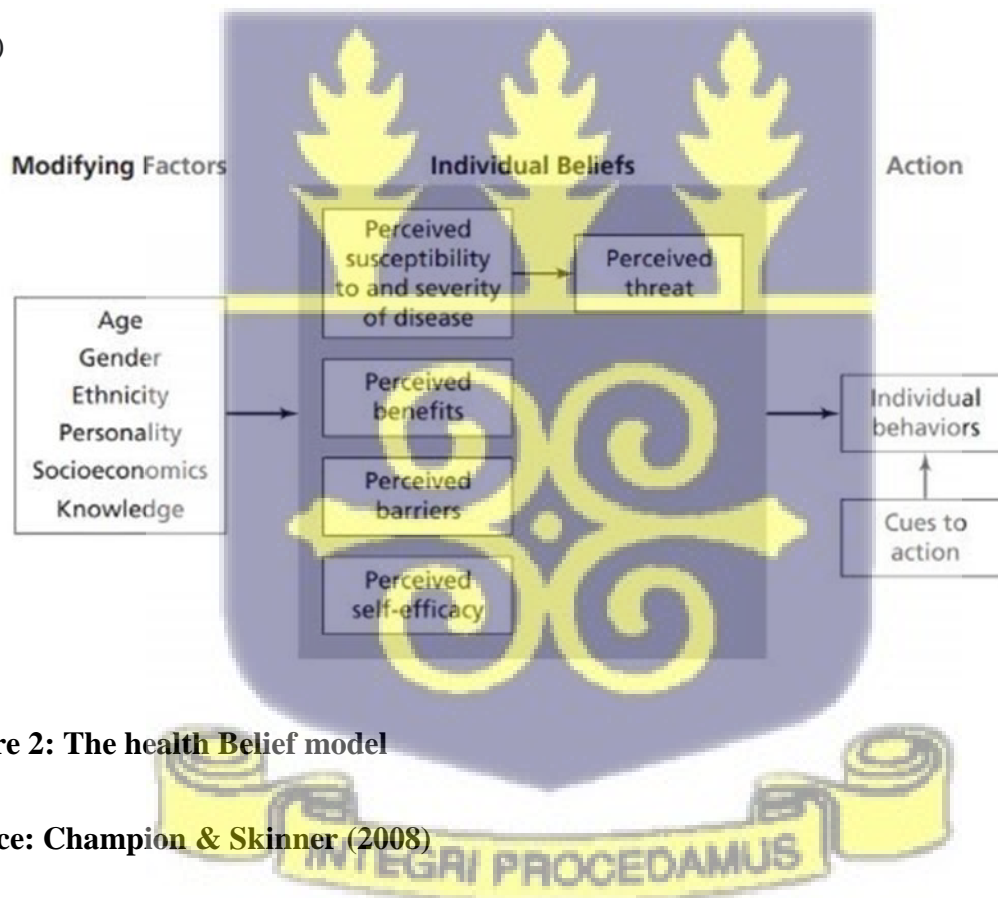 )
Modifying Factors
Individual Beliefs
Action
Age
Gender
Ethnicity
Personality
Socioeconomics
Knowledge
Perceived
susceptibility
to and severity
of disease
Perceived
threat
Perceived
benefits
Perceived
barriers
Perceived
self-efficacy
Individual
behaviors
Cues to
action
re 2: The health Belief model
ce: Champion & Skinner (2008)
INTEGRI PROCEDAMUS